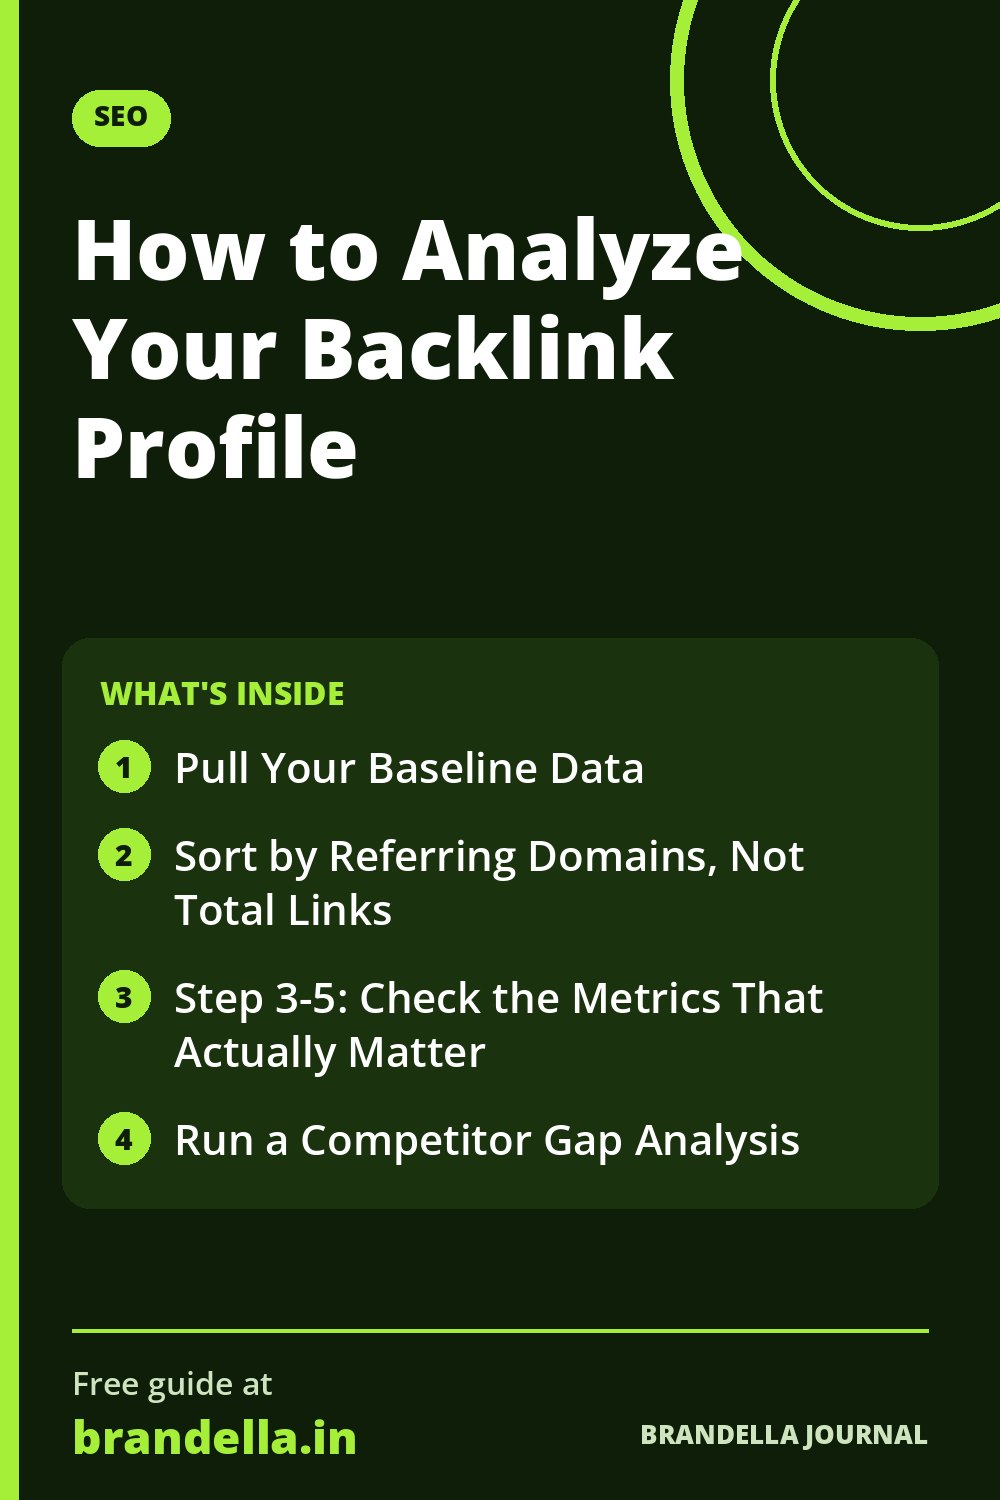 SEO
How to Analyze
Your Backlink
Profile
WHAT'S INSIDE
1 Pull Your Baseline Data
2 Sort by Referring Domains, Not
Total Links
3 Step 3-5: Check the Metrics That
Actually Matter
4 Run a Competitor Gap Analysis
Free guide at
brandella.in
BRANDELLA JOURNAL